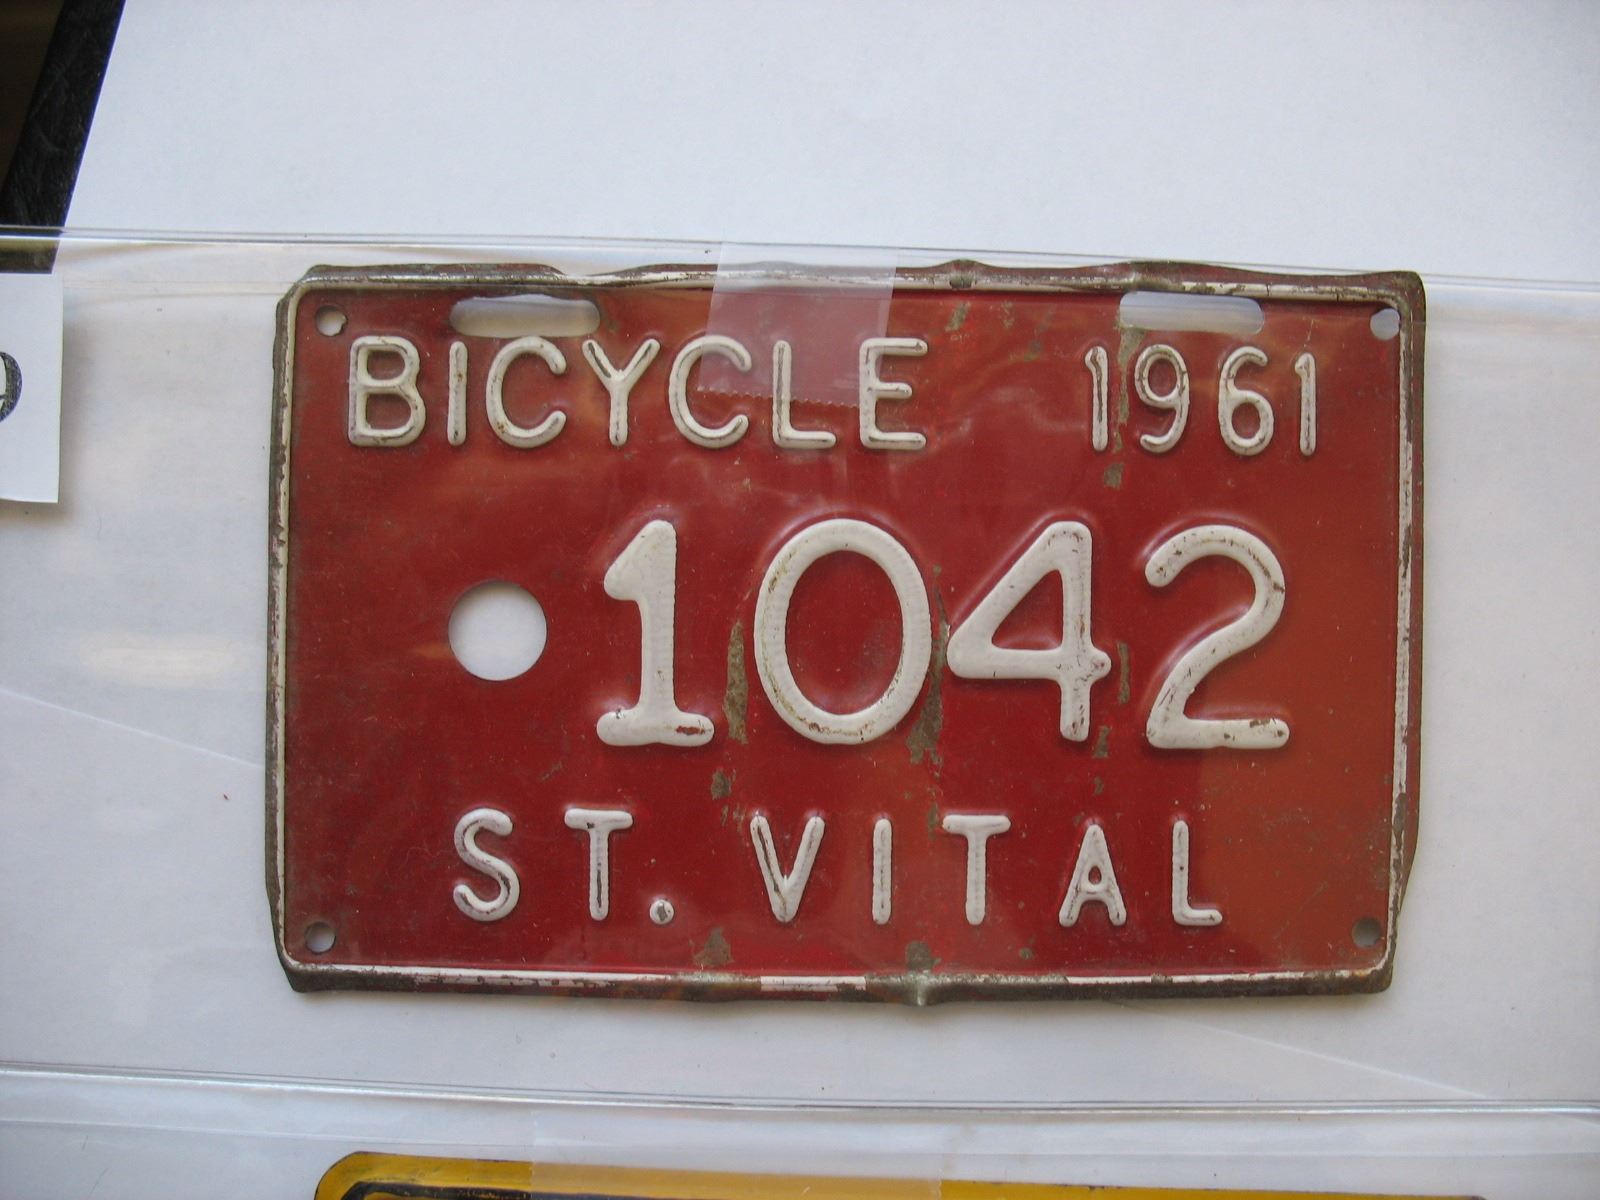 BICYCLE 1961
1042
ST. VITAL